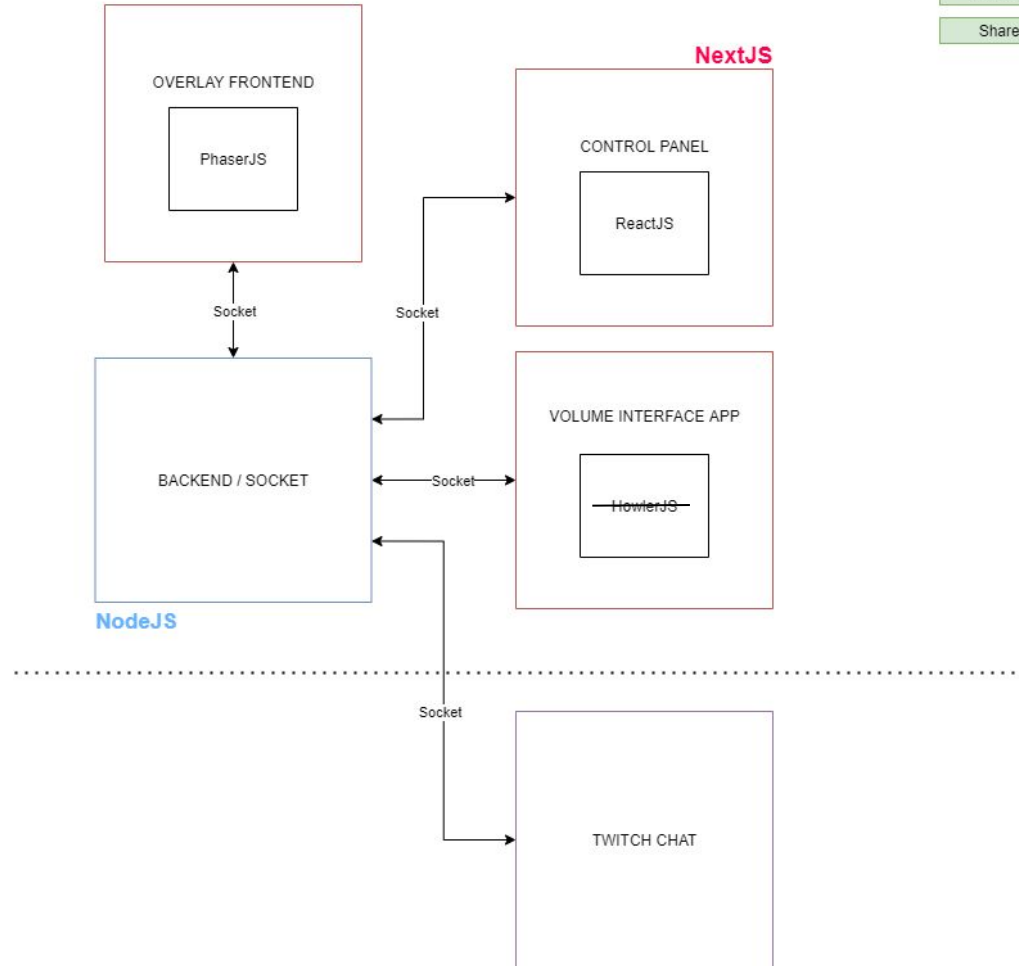 Share
NextJS
OVERLAY FRONTEND
PhaserJS
CONTROL PANEL
ReactJS
Socket
Socket
VOLUME INTERFACE APP
BACKEND / SOCKET
Socket
HowlerJS
NodeJS
Socket
TWITCH CHAT